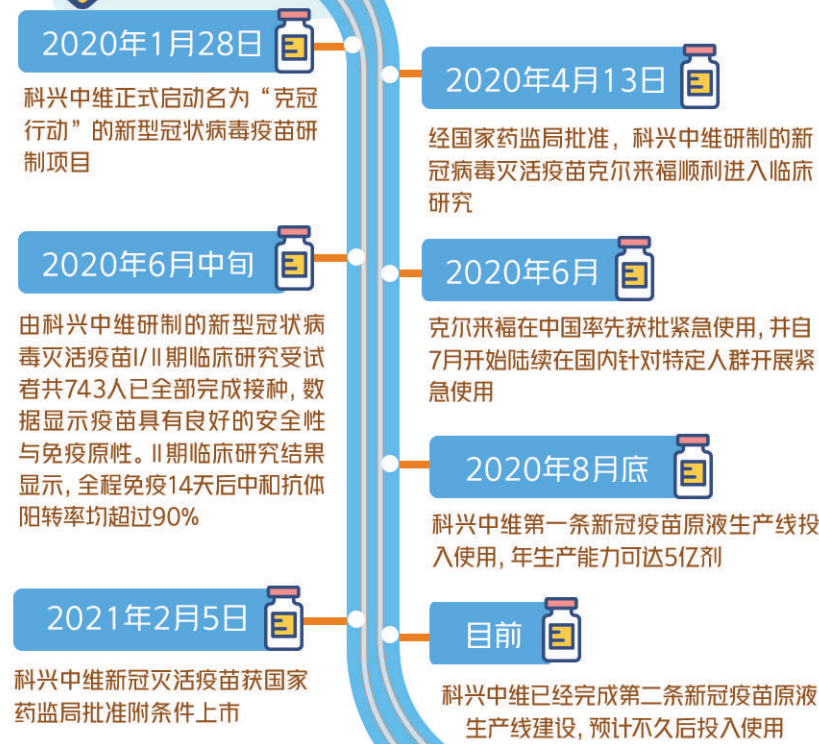 2020年1月28日
科兴中维正式启动名为“克冠
行动”的新型冠状病毒疫苗研
制项目
2020年4月13日
经国家药监局批准，科兴中维研制的新
冠病毒灭活疫苗克尔来福顺利进入临床
研究
2020年6月中旬
由科兴中维研制的新型冠状病
毒灭活疫苗I/II期临床研究受试
者共743人已全部完成接种，数
据显示疫苗具有良好的安全性
与免疫原性。II期临床研究结果
显示，全程免疫14天后中和抗体
阳转率均超过90%
2020年6月
克尔来福在中国率先获批紧急使用，并自
7月开始陆续在国内针对特定人群开展紧
急使用
2020年8月底
科兴中维第一条新冠疫苗原液生产线投
入使用，年生产能力可达5亿剂
2021年2月5日
科兴中维新冠灭活疫苗获国家
药监局批准附条件上市
目前
科兴中维已经完成第二条新冠疫苗原液
生产线建设，预计不久后投入使用